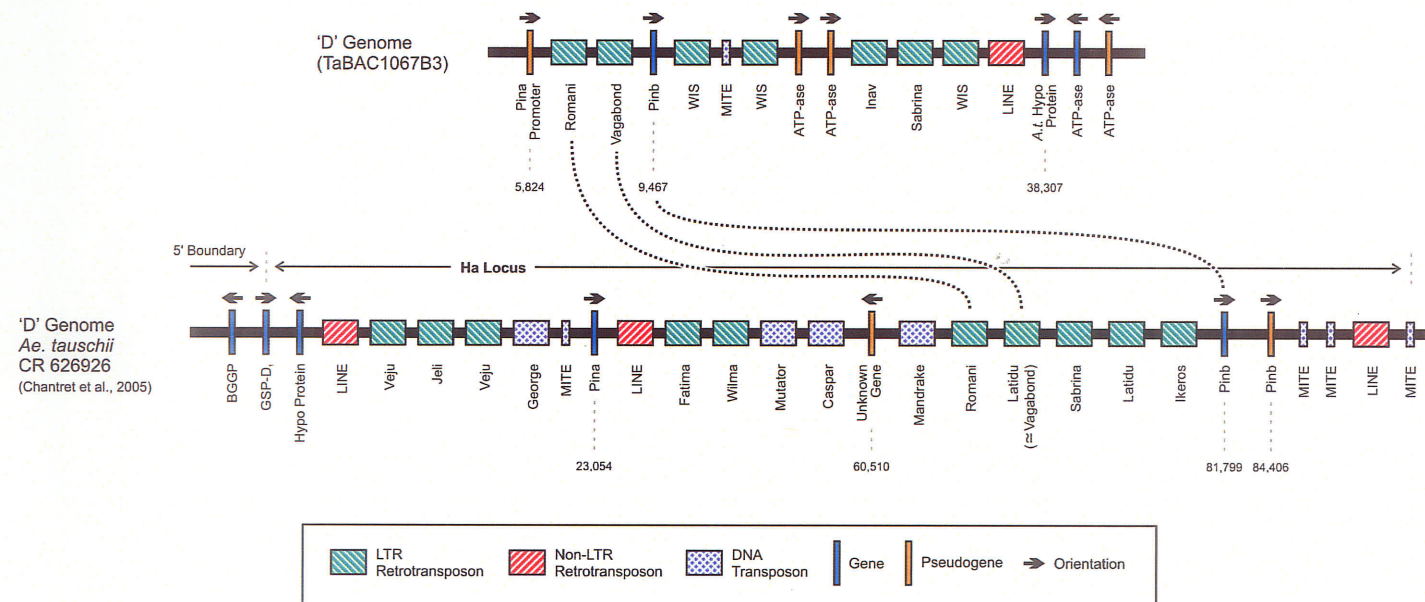 'D' Genome
(TaBAC1067B3)
Pina
Promoter
Romani
Vagabond
Pinb
WIS
MITE
WIS
ATP-ase
ATP-ase
Inav
Sabrina
WIS
LINE
A.t. Hypo
Protein
ATP-ase
ATP-ase
5,824
9,467
38,307
5' Boundary
Ha Locus
'D' Genome
Ae. tauschii
CR 626926
(Chantret et al., 2005)
BGGP
GSP-D,
Hypo Protein
LINE
Veju
Jeli
Veju
George
MITE
Pina
LINE
Fatima
Wilma
Mutator
Caspar
Unknown
Gene
Mandrake
Romani
Latidu
(≃ Vagabond)
Sabrina
Latidu
Ikeros
Pinb
Pinb
MITE
MITE
LINE
MITE
23,054
60,510
81,799
84,406
LTR
Retrotransposon
Non-LTR
Retrotransposon
DNA
Transposon
Gene
Pseudogene
Orientation